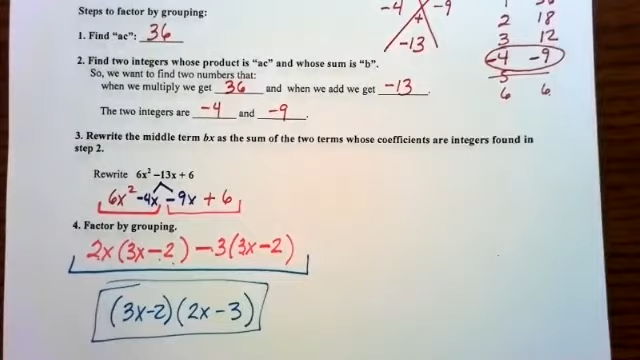 Steps to factor by grouping:
1. Find "ac": 36
2. Find two integers whose product is "ac" and whose sum is "b".
So, we want to find two numbers that:
when we multiply we get 36 and when we add we get -13.
The two integers are -4 and -9.
3. Rewrite the middle term bx as the sum of the two terms whose coefficients are integers found in
step 2.
Rewrite 6x² −13x + 6
6x² -4x, -9x + 6
4. Factor by grouping.
2x(3x-2) -3(3x-2)
(3x-2)(2x-3)
-4 + -9
-13
2 18
3 12
-4 -9
5
6 6